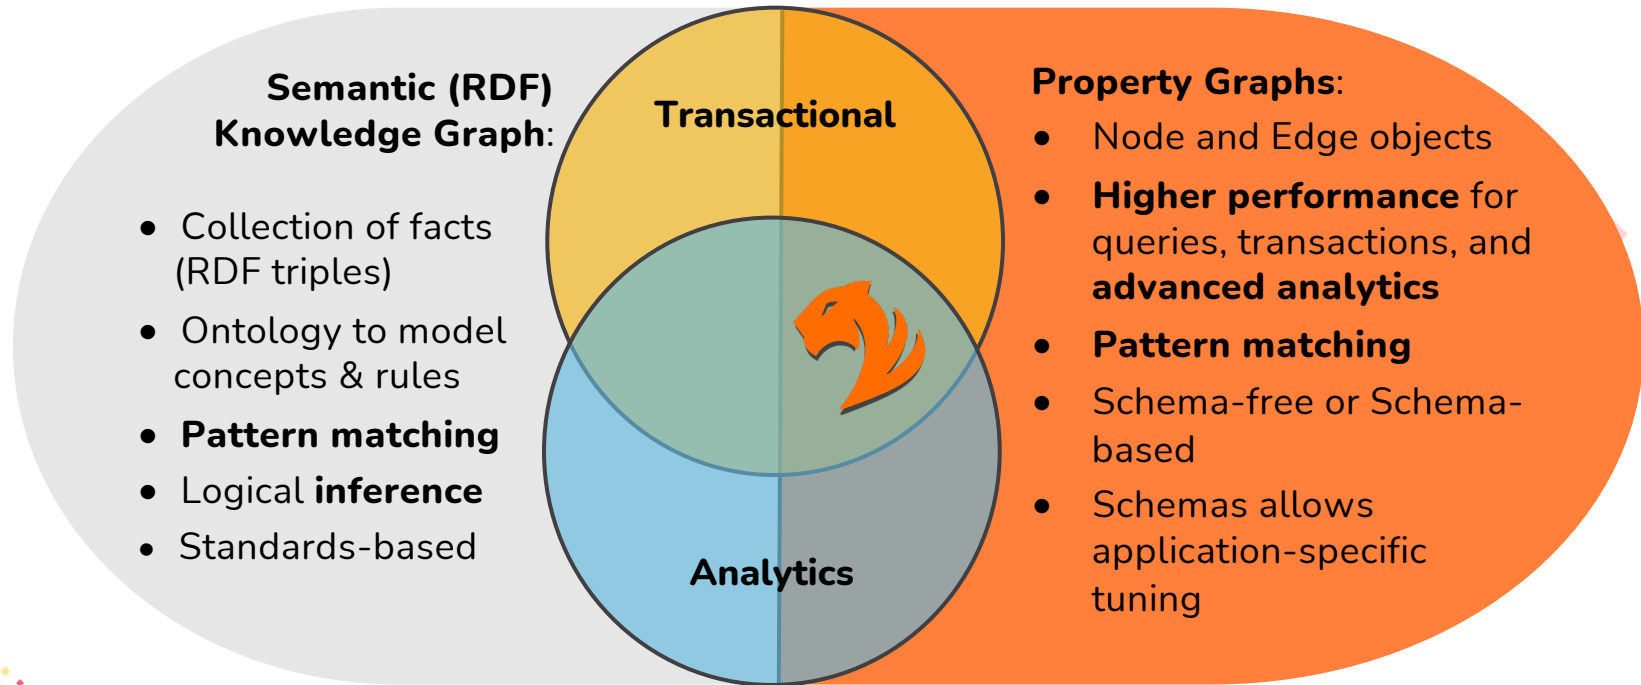 Semantic (RDF)
Knowledge Graph:
● Collection of facts
(RDF triples)
● Ontology to model
concepts & rules
● Pattern matching
● Logical inference
● Standards-based
Transactional
Analytics
Property Graphs:
● Node and Edge objects
● Higher performance for
queries, transactions, and
advanced analytics
● Pattern matching
● Schema-free or Schema-
based
● Schemas allows
application-specific
tuning